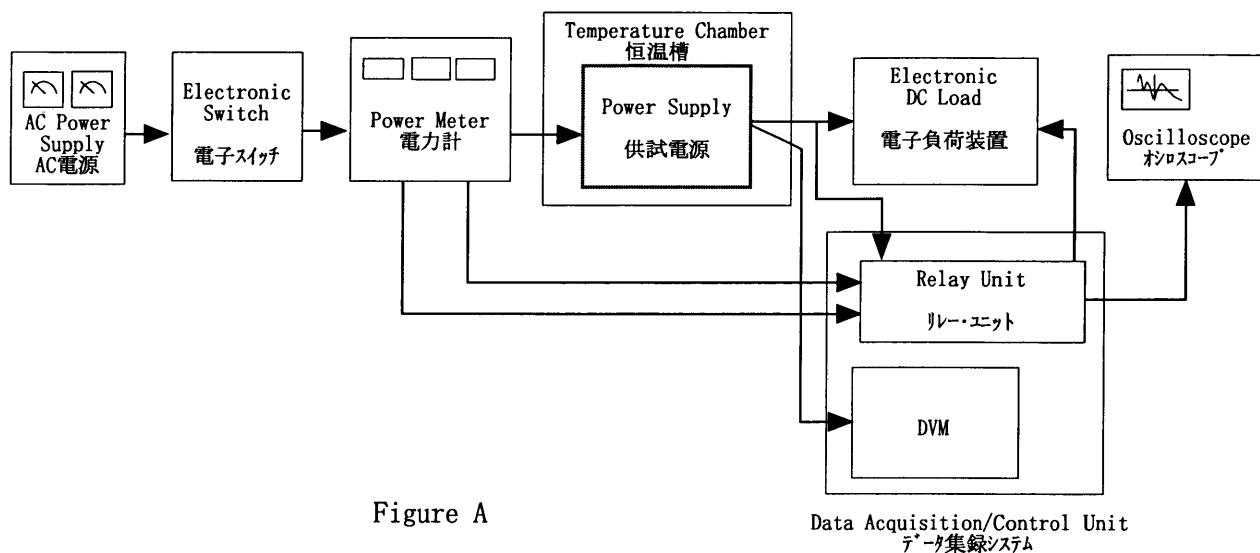 AC Power
Supply
AC電源
Electronic
Switch
電子スイッチ
Power Meter
電力計
Temperature Chamber
恒温槽
Power Supply
供試電源
Electronic
DC Load
電子負荷装置
Oscilloscope
オシロスコープ
Relay Unit
リレー・ユニット
DVM
Data Acquisition/Control Unit
データ集録システム
Figure A